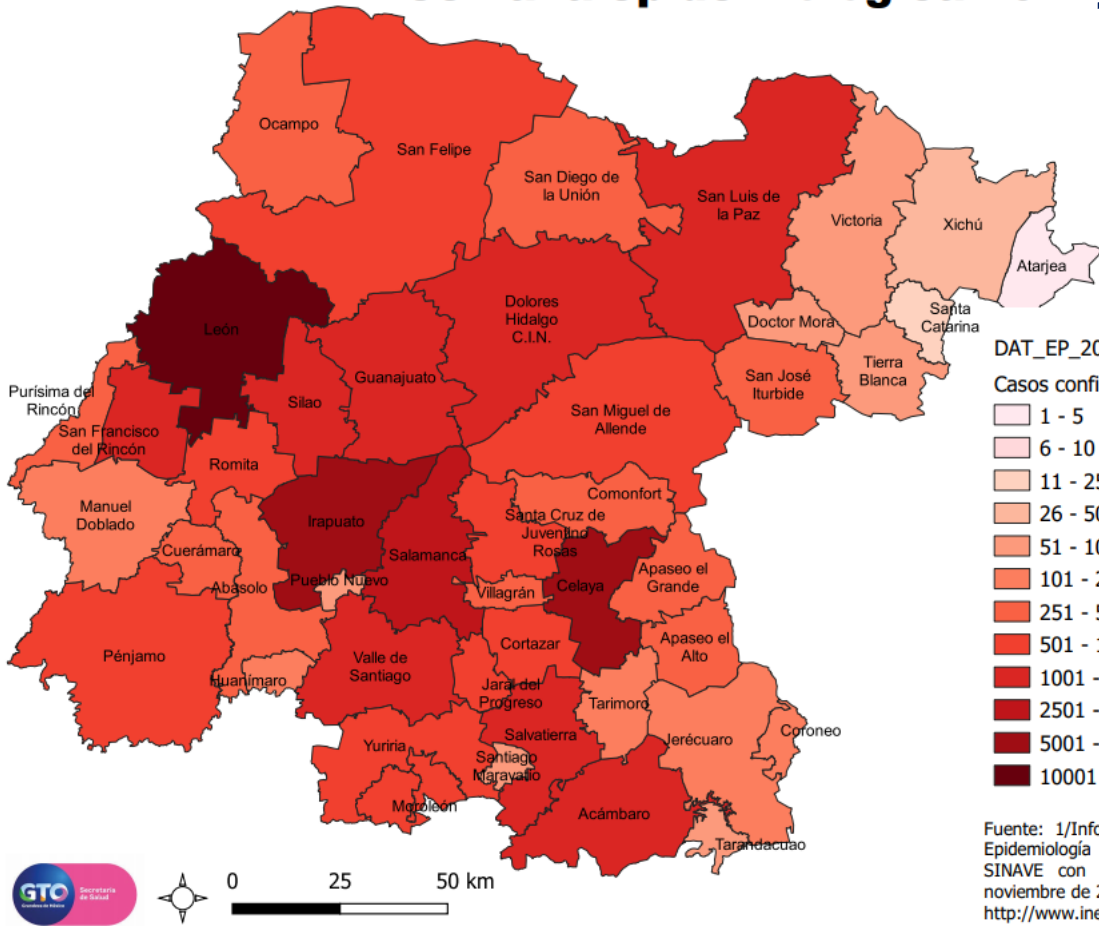 Ocampo
San Felipe
San Diego de
la Unión
San Luis de
la Paz
Victoria
Xichú
Atarjea
Santa
Catarina
Doctor Mora
Tierra
Blanca
San José
Iturbide
Dolores
Hidalgo
C.I.N.
León
Guanajuato
Silao
San Miguel de
Allende
Purísima del
Rincón
San Francisco
del Rincón
Romita
Manuel
Doblado
Cuerámaro
Abasolo
Irapuato
Pueblo Nuevo
Salamanca
Comonfort
Santa Cruz de
Juventino
Rosas
Villagrán
Celaya
Apaseo el
Grande
Apaseo el
Alto
Cortazar
Pénjamo
Huanímaro
Valle de
Santiago
Jaral del
Progreso
Salvatierra
Tarimoro
Jerécuaro
Coroneo
Yuriria
Santiago
Maravatío
Moroleón
Acámbaro
Tarandacuao
DAT_EP_20
Casos confi
1 - 5
6 - 10
11 - 25
26 - 50
51 - 10
101 - 2
251 - 5
501 - 1
1001 -
2501 -
5001 -
10001
Fuente: 1/Info
Epidemiología
SINAVE con
noviembre de 2
http://www.ine
GTO
Grandeza de México
Secretaría
de Salud
0 25 50 km